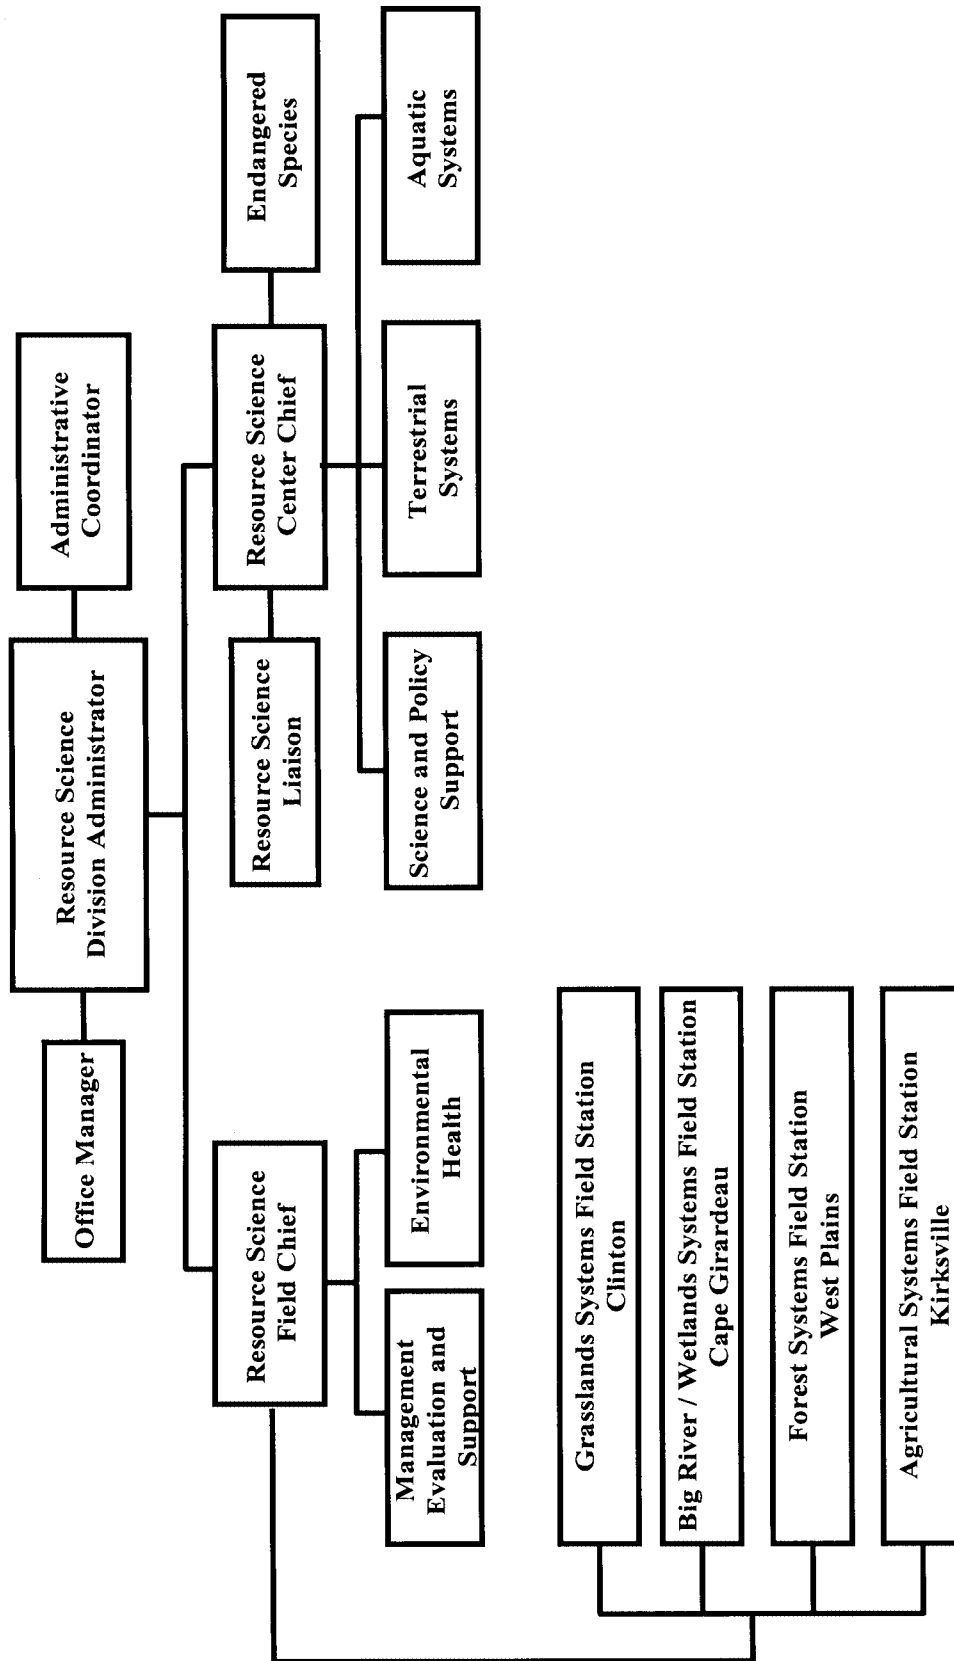 Office Manager
Resource Science
Division Administrator
Administrative
Coordinator
Resource Science
Field Chief
Resource Science
Liaison
Resource Science
Center Chief
Endangered
Species
Management
Evaluation and
Support
Environmental
Health
Science and Policy
Support
Terrestrial
Systems
Aquatic
Systems
Grasslands Systems Field Station
Clinton
Big River / Wetlands Systems Field Station
Cape Girardeau
Forest Systems Field Station
West Plains
Agricultural Systems Field Station
Kirksville